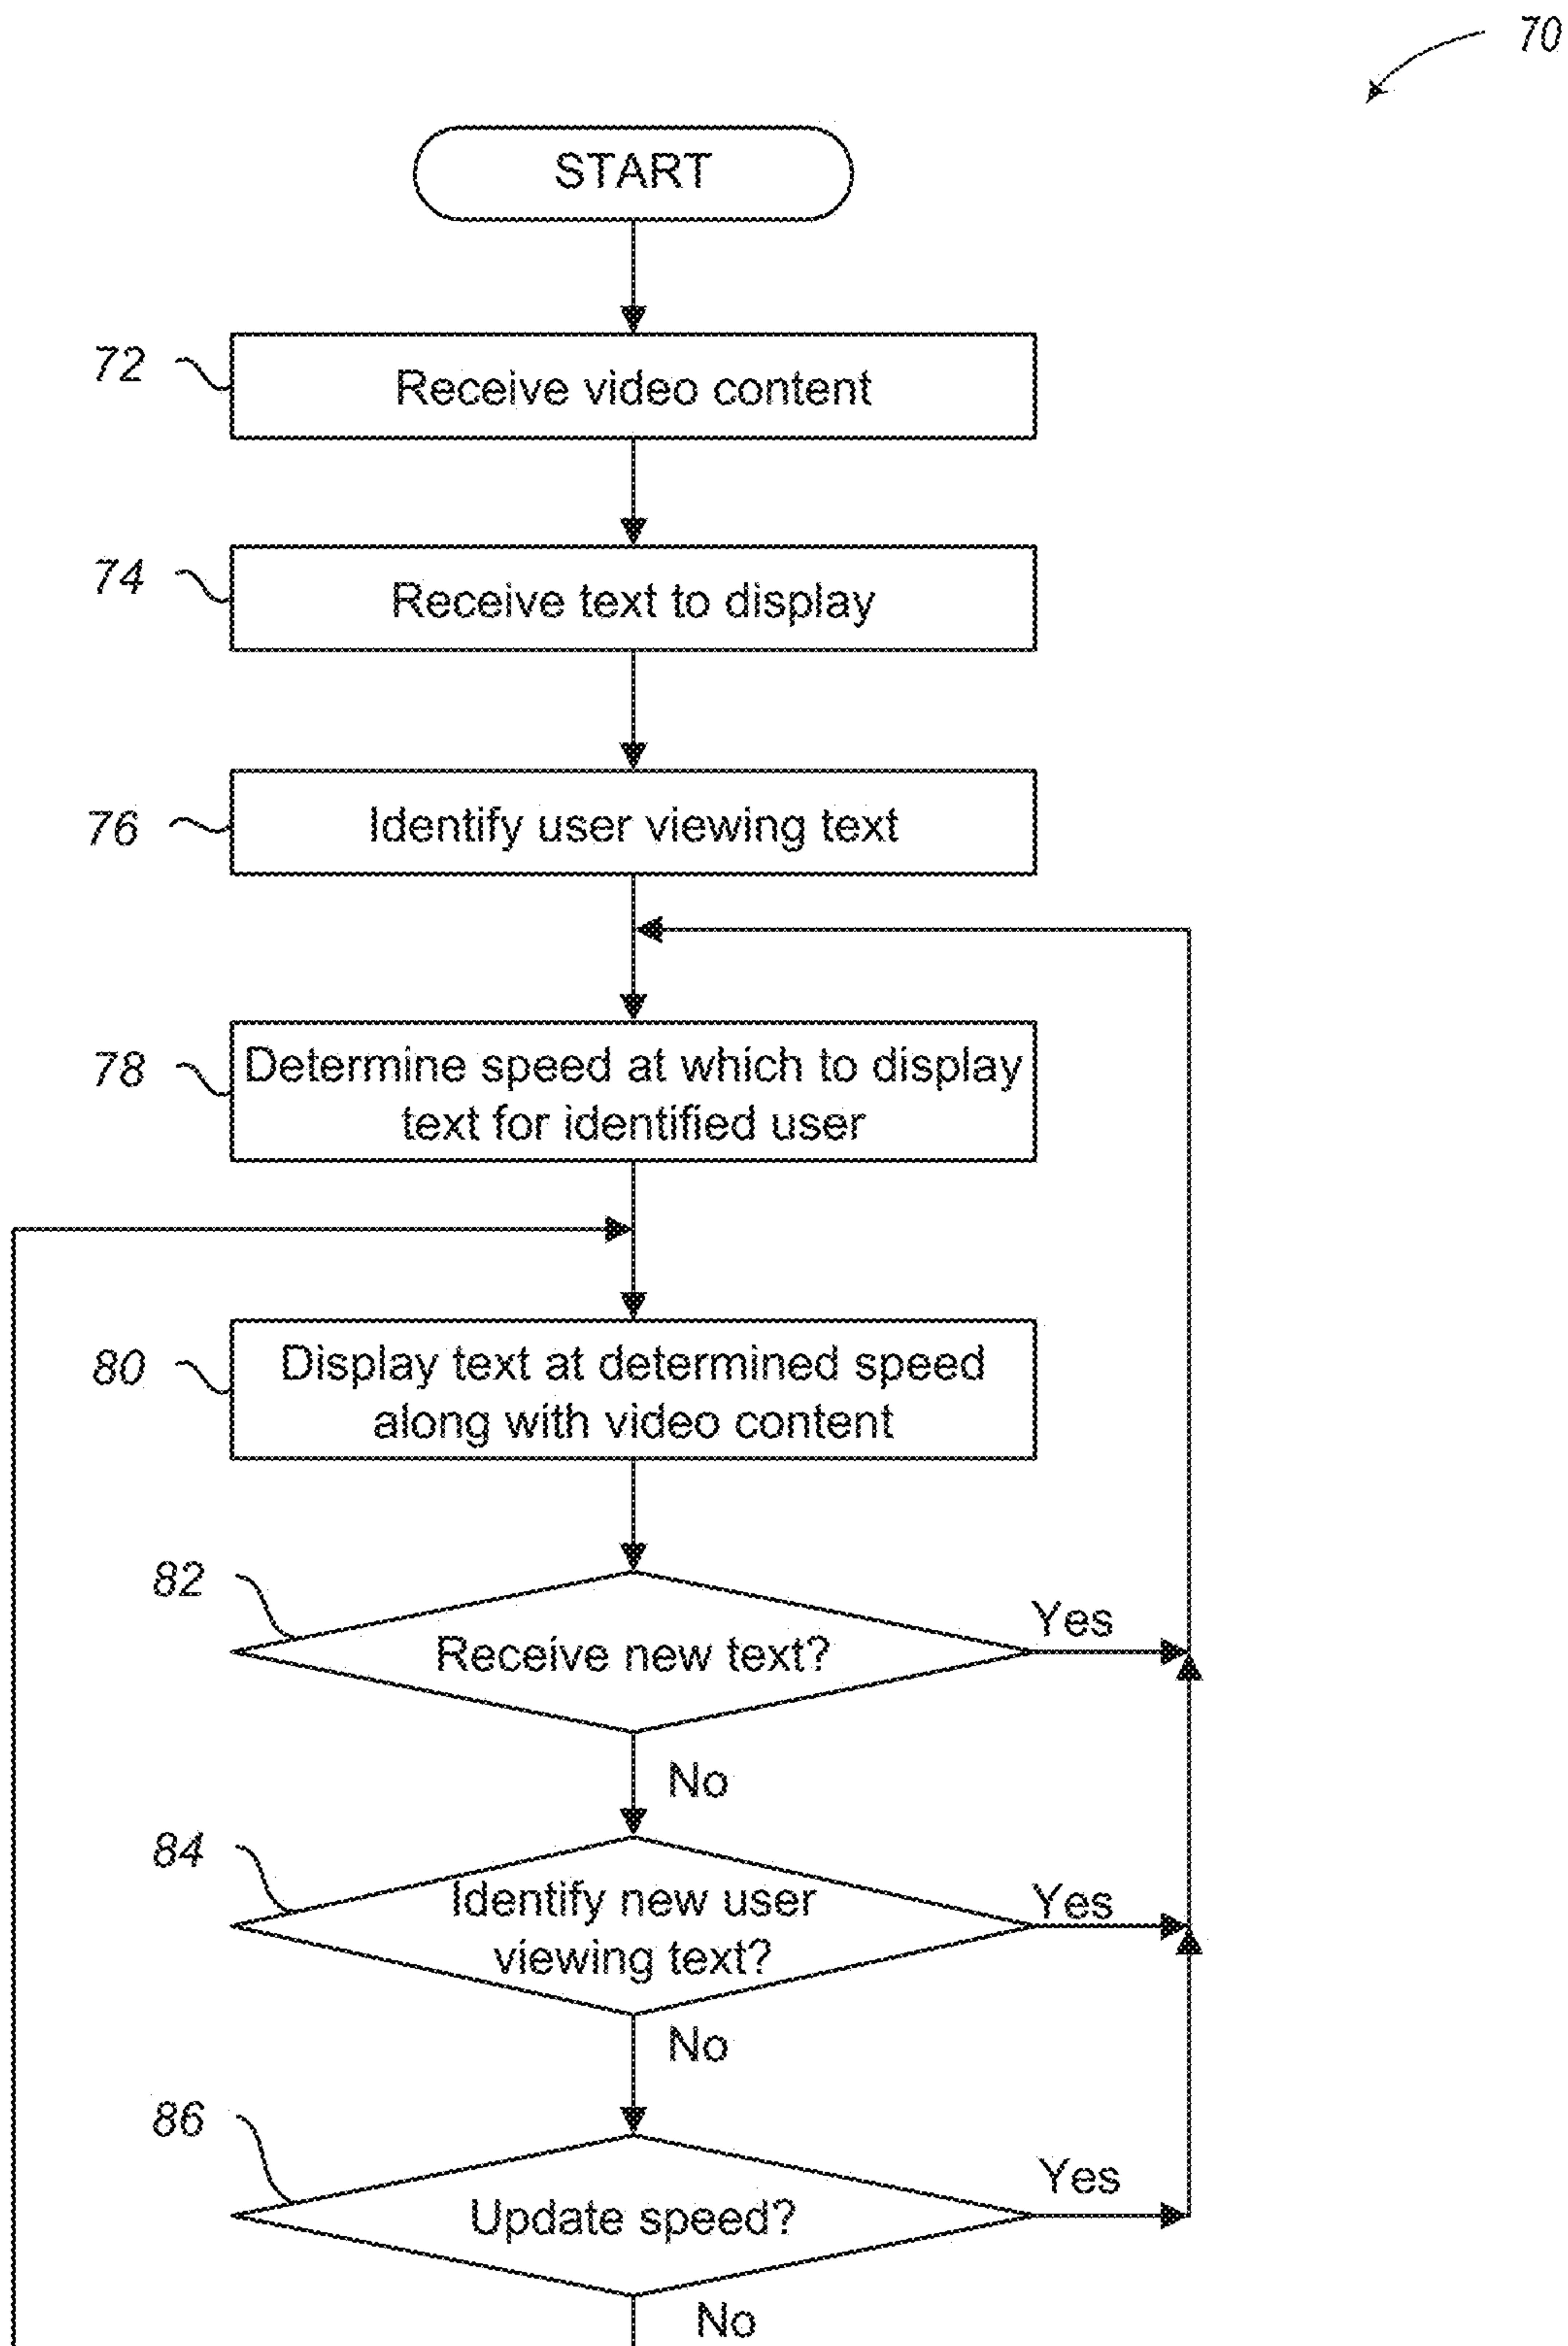 70
START
72
Receive video content
74
Receive text to display
76
Identify user viewing text
78
Determine speed at which to display
text for identified user
80
Display text at determined speed
along with video content
82
Receive new text?
Yes
No
84
Identify new user
viewing text?
Yes
No
86
Update speed?
Yes
No